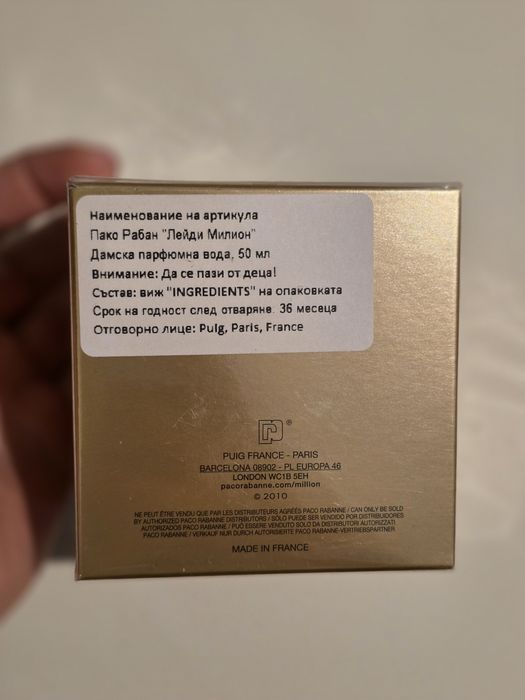 Наименование на артикула
Пако Рабан "Лейди Милион"
Дамска парфюмна вода, 50 мл
Внимание: Да се пази от деца!
Състав: виж "INGREDIENTS" на опаковката
Срок на годност след отваряне: 36 месеца
Отговорно лице: Puig, Paris, France
®
PUIG FRANCE - PARIS
BARCELONA 08902 - PL EUROPA 46
LONDON WC1B 5EH
pacorabanne.com/million
© 2010
NE PEUT ÊTRE VENDU QUE PAR LES DISTRIBUTEURS AGRÉÉS PACO RABANNE / CAN ONLY BE SOLD
BY AUTHORIZED PACO RABANNE DISTRIBUTORS / SÓLO PUEDE SER VENDIDO POR DISTRIBUIDORES
AUTORIZADOS PACO RABANNE / PUÒ ESSERE VENDUTO SOLO DA DISTRIBUTORI AUTORIZZATI
PACO RABANNE / VERKAUF NUR DURCH AUTORISIERTE PACO RABANNE-VERTRIEBSPARTNER
MADE IN FRANCE